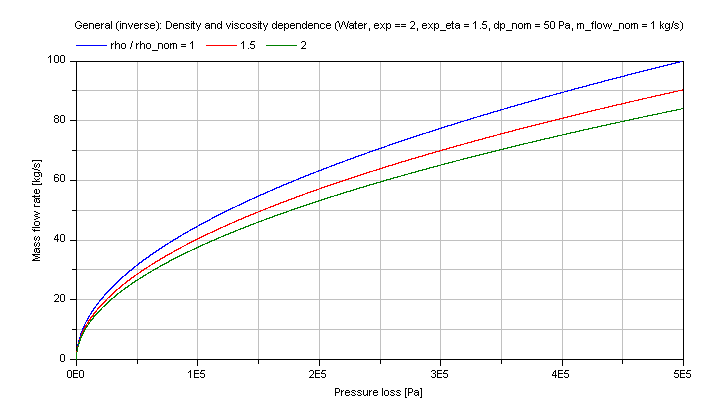 General (inverse): Density and viscosity dependence (Water, exp == 2, exp_eta = 1.5, dp_nom = 50 Pa, m_flow_nom = 1 kg/s)
rho / rho_nom = 1 1.5 2
100
80
60
40
20
0
Mass flow rate [kg/s]
0E0 1E5 2E5 3E5 4E5 5E5
Pressure loss [Pa]